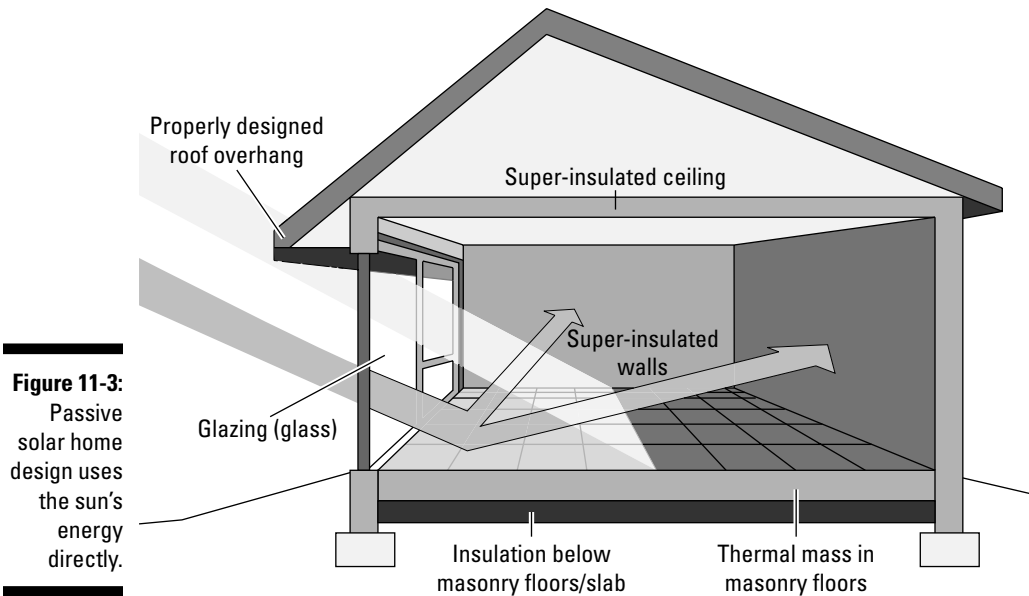 Properly designed
roof overhang
Super-insulated ceiling
Super-insulated
walls
Glazing (glass)
Insulation below
masonry floors/slab
Thermal mass in
masonry floors
Figure 11-3:
Passive
solar home
design uses
the sun's
energy
directly.